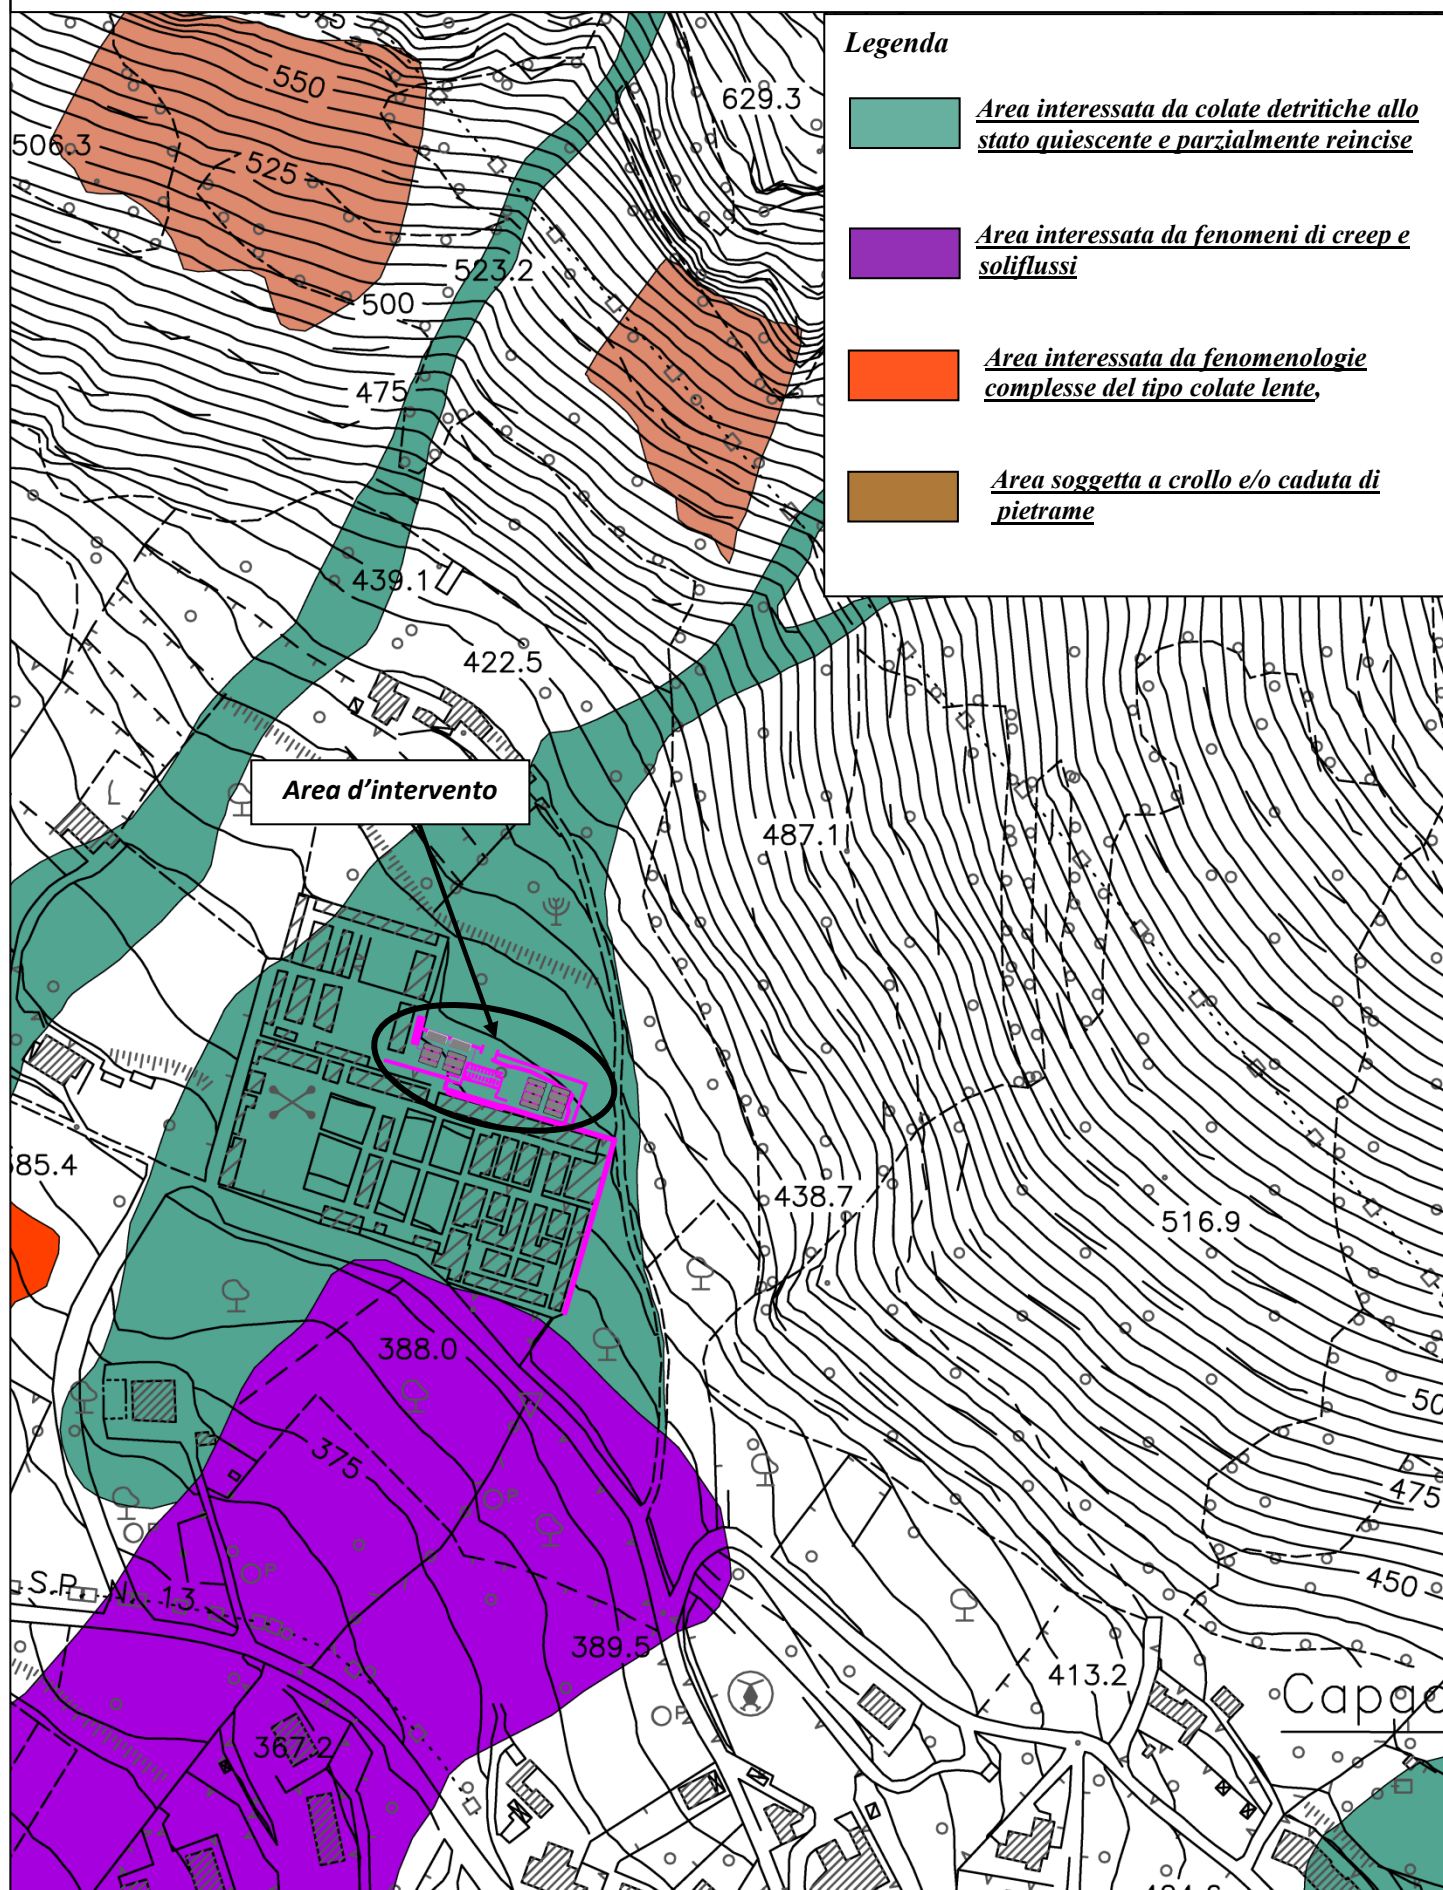 Legenda
Area interessata da colate detritiche allo
stato quiescente e parzialmente reincise
Area interessata da fenomeni di creep e
soliflussi
Area interessata da fenomenologie
complesse del tipo colate lente,
Area soggetta a crollo e/o caduta di
pietrame
550
629.3
506.3
525
523.2
500
475
439.1
422.5
Area d'intervento
487.1
85.4
438.7
516.9
388.0
50
375
475
450
P
P
S.P. N. 13
389.5
413.2
P
Capac
367.2